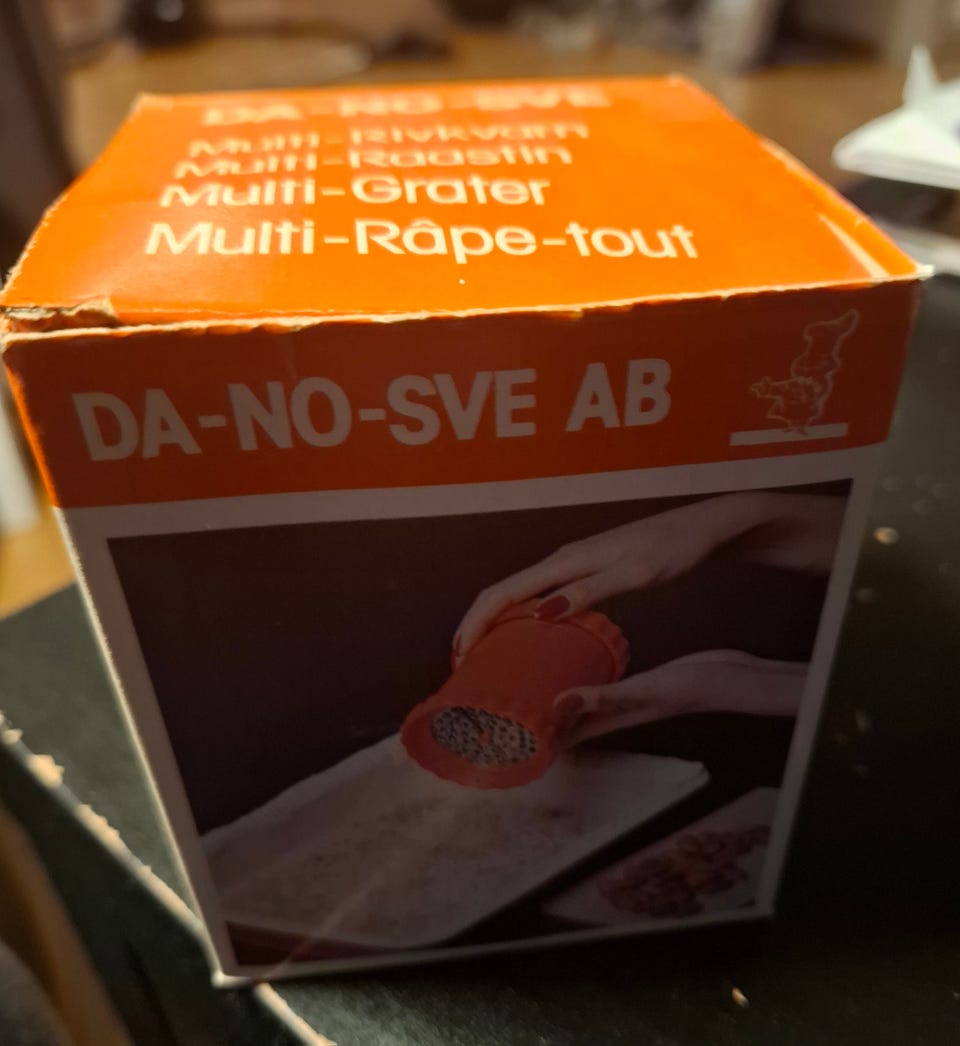 DA-NO-SVE
Multi-Rivkvarn
Multi-Raastin
Multi-Grater
Multi-Râpe-tout
DA-NO-SVE AB